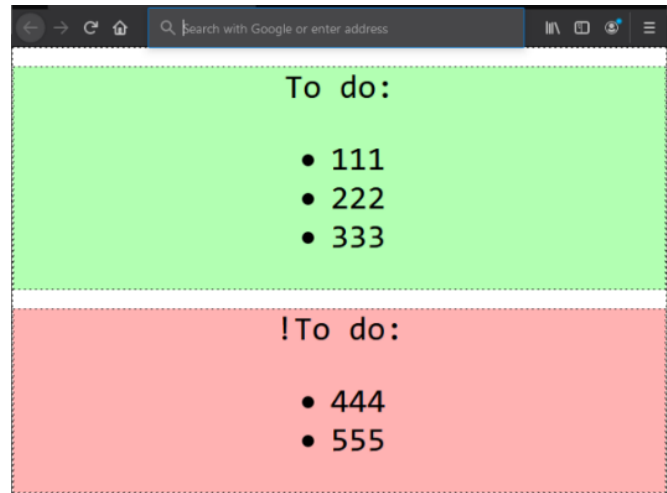 Search with Google or enter address
To do:
• 111
• 222
• 333
!To do:
• 444
• 555